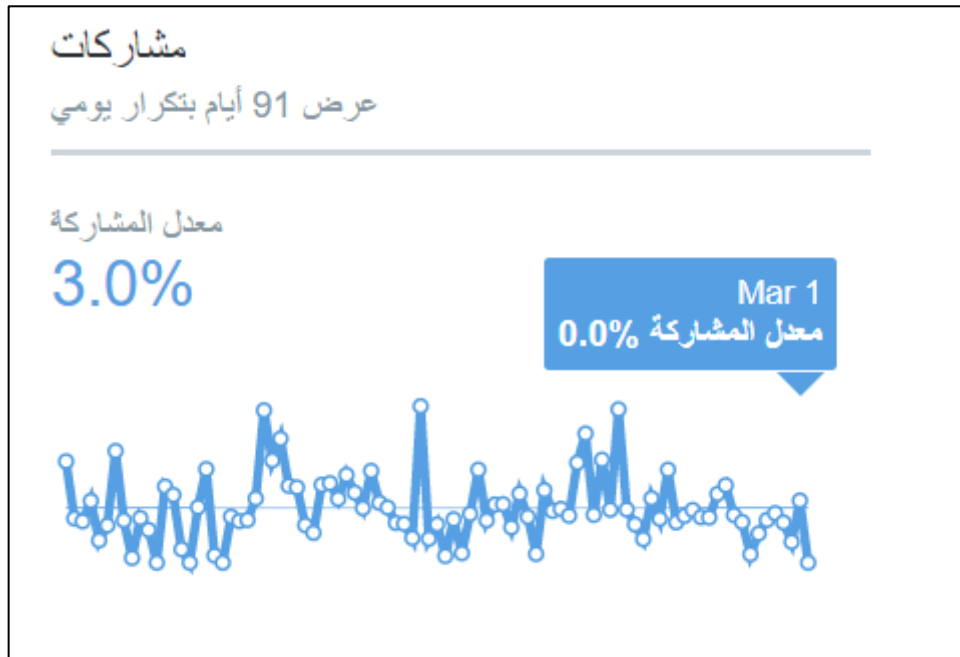 مشاركات
عرض 91 أيام بتكرار يومي
معدل المشاركة
3.0%
Mar 1
معدل المشاركة 0.0%